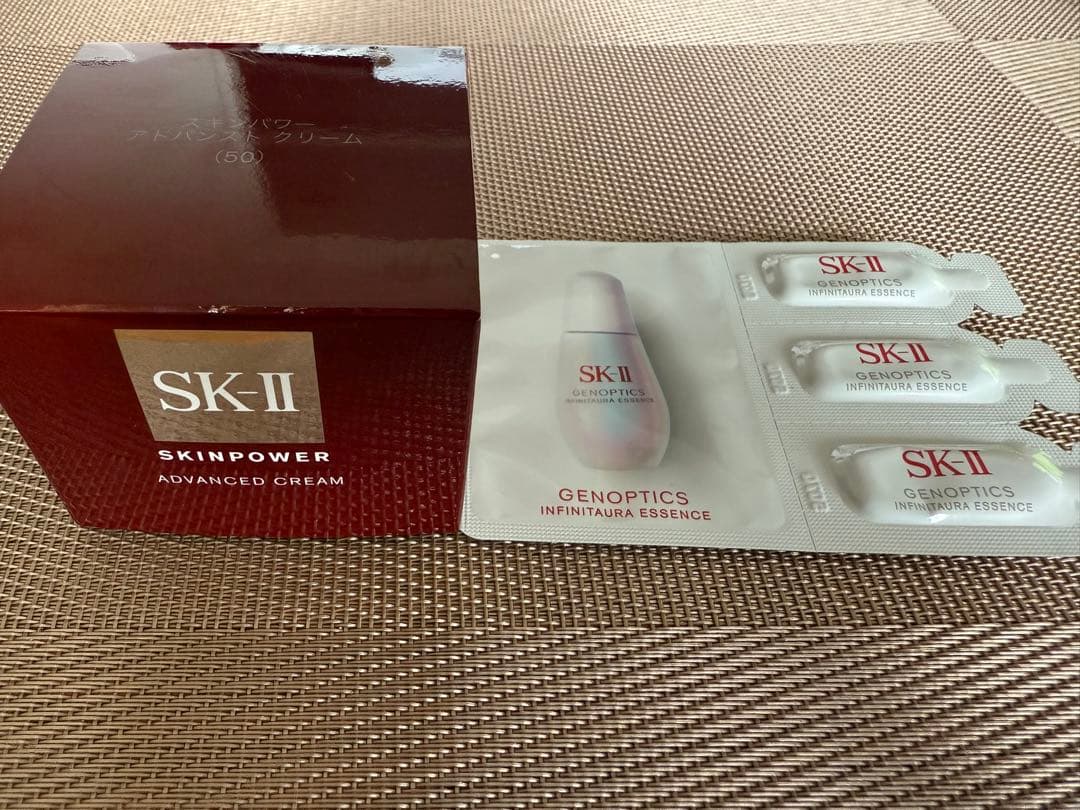 スキンパワー
アドバンスト クリーム
(50)
SK-II
SKINPOWER
ADVANCED CREAM
SK-II
GENOPTICS
INFINITAURA ESSENCE
GENOPTICS
INFINITAURA ESSENCE
SK-II
GENOPTICS
INFINITAURA ESSENCE
SK-II
GENOPTICS
INFINITAURA ESSENCE
SK-II
GENOPTICS
INFINITAURA ESSENCE